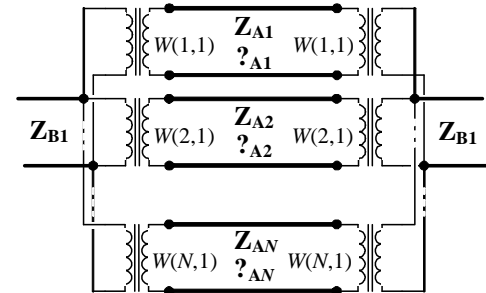 W(1,1) Z_A1 W(1,1)
?_A1
Z_B1 W(2,1) Z_A2 W(2,1) Z_B1
?_A2
W(N,1) Z_AN W(N,1)
?_AN